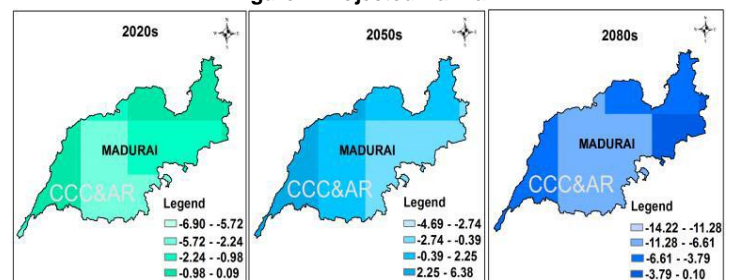 2020s
MADURAI
CCC&AR
Legend
-6.90 - -5.72
-5.72 - -2.24
-2.24 - -0.98
-0.98 - 0.09
2050s
MADURAI
CCC&AR
Legend
-4.69 - -2.74
-2.74 - -0.39
-0.39 - 2.25
2.25 - 6.38
2080s
MADURAI
CCC&AR
Legend
-14.22 - -11.28
-11.28 - -6.61
-6.61 - -3.79
-3.79 - 0.10